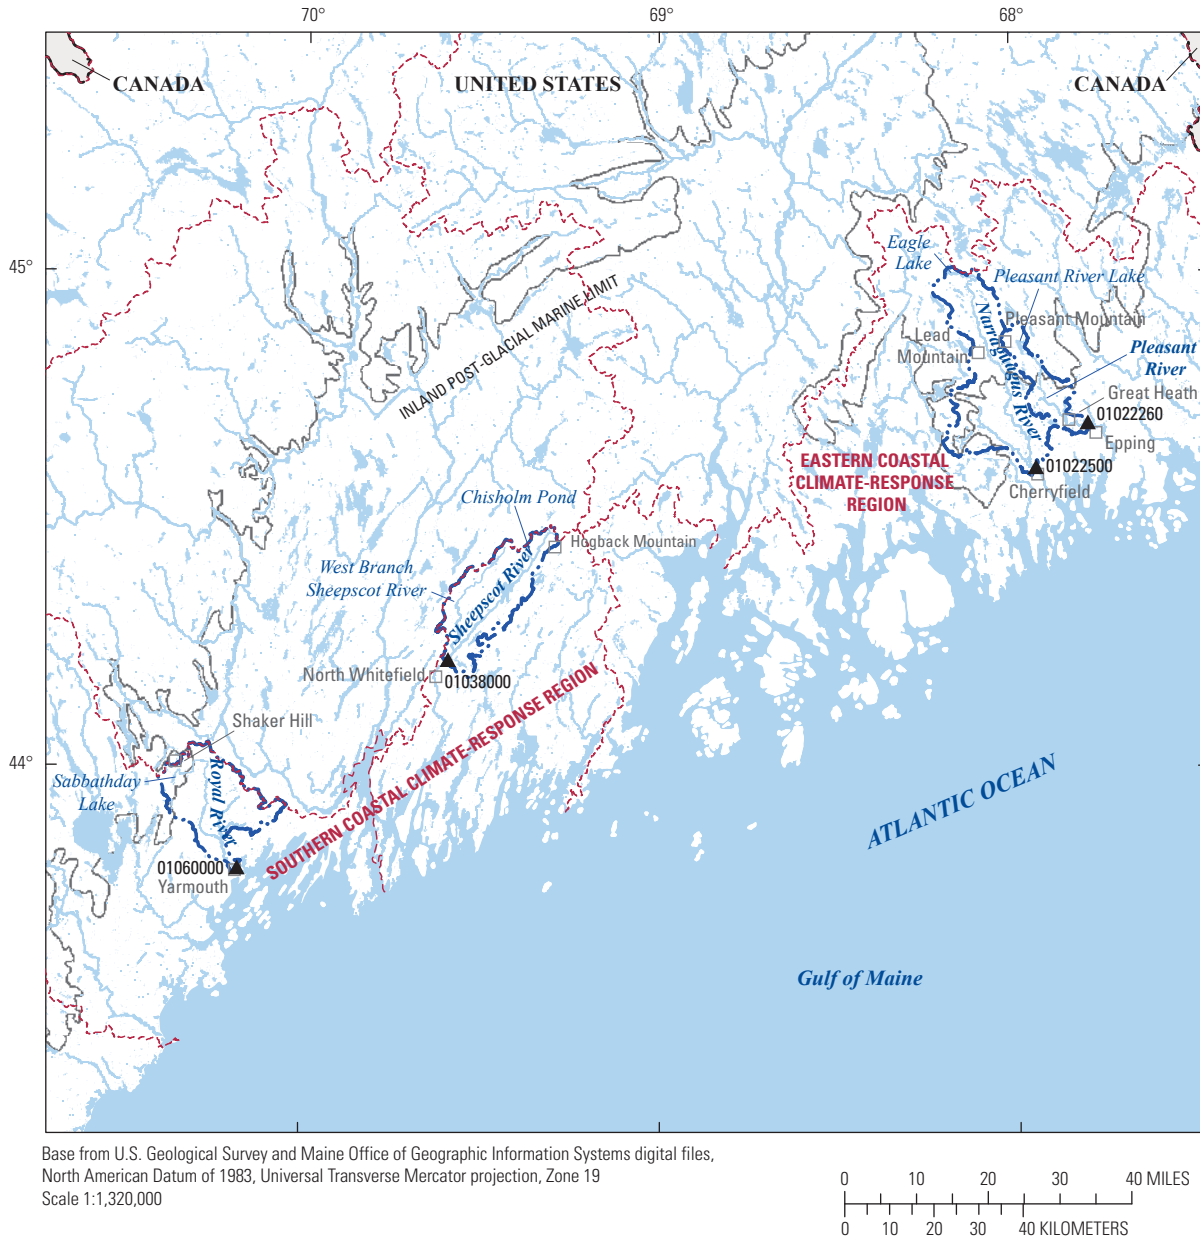 70°
69°
68°
CANADA
UNITED STATES
CANADA
45°
44°
Eagle
Lake
Pleasant River Lake
Narraguagus River
Pleasant Mountain
Lead
Mountain
Pleasant
River
Great Heath
01022260
Epping
01022500
Cherryfield
INLAND POST-GLACIAL MARINE LIMIT
EASTERN COASTAL
CLIMATE-RESPONSE
REGION
Chisholm Pond
Hogback Mountain
West Branch
Sheepscot River
Sheepscot River
North Whitefield
01038000
SOUTHERN COASTAL CLIMATE-RESPONSE REGION
Shaker Hill
Sabbathday
Lake
Royal River
01060000
Yarmouth
ATLANTIC OCEAN
Gulf of Maine
Base from U.S. Geological Survey and Maine Office of Geographic Information Systems digital files,
North American Datum of 1983, Universal Transverse Mercator projection, Zone 19
Scale 1:1,320,000
0 10 20 30 40 MILES
0 10 20 30 40 KILOMETERS